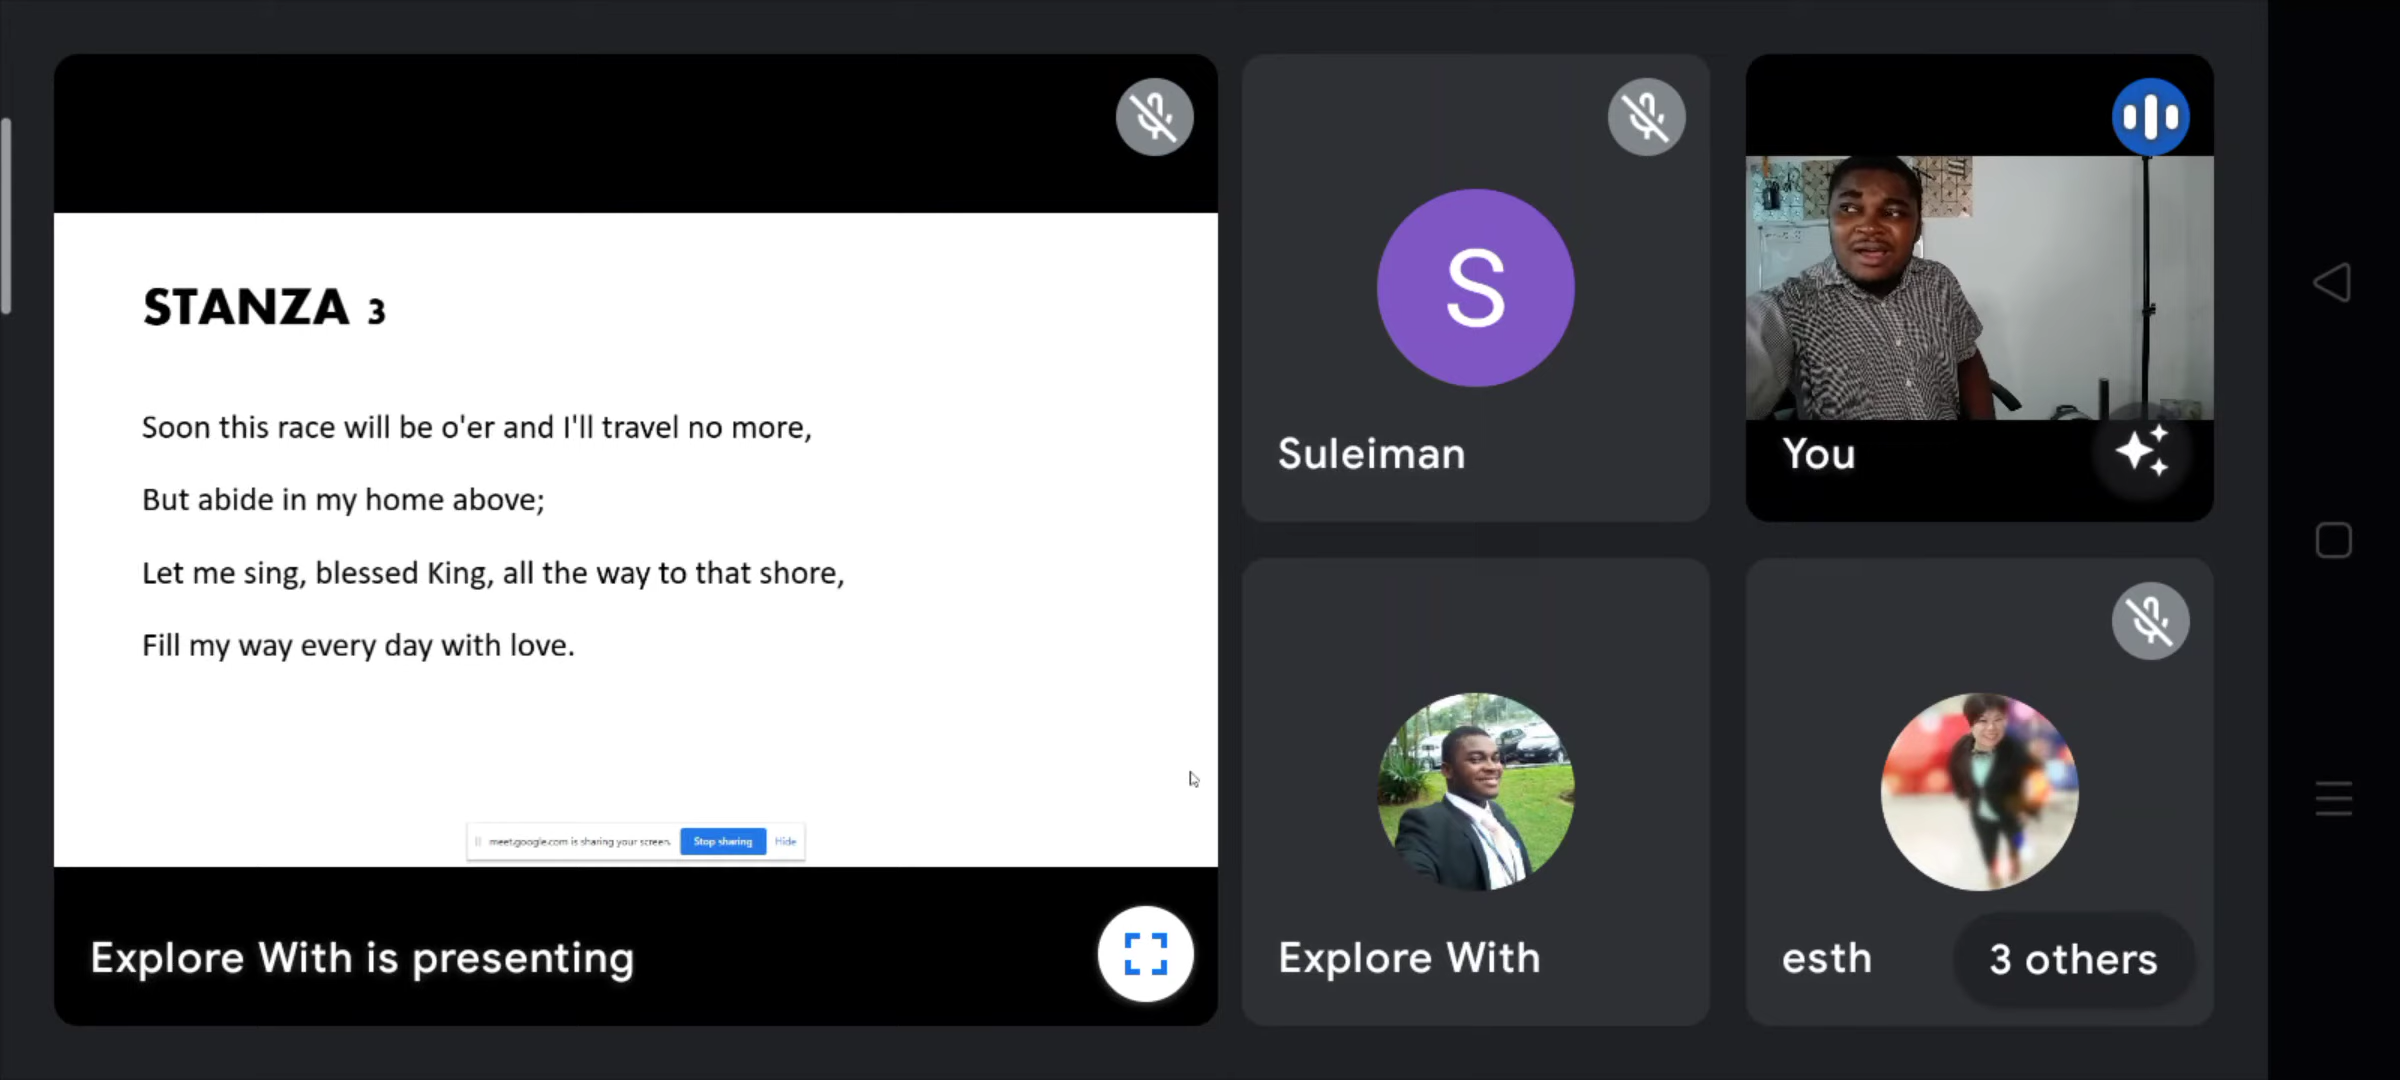 STANZA 3
Soon this race will be o'er and I'll travel no more,
But abide in my home above;
Let me sing, blessed King, all the way to that shore,
Fill my way every day with love.
meet.google.com is sharing your screen.
Stop sharing
Hide
Explore With is presenting
S
Suleiman
You
Explore With
esth
3 others